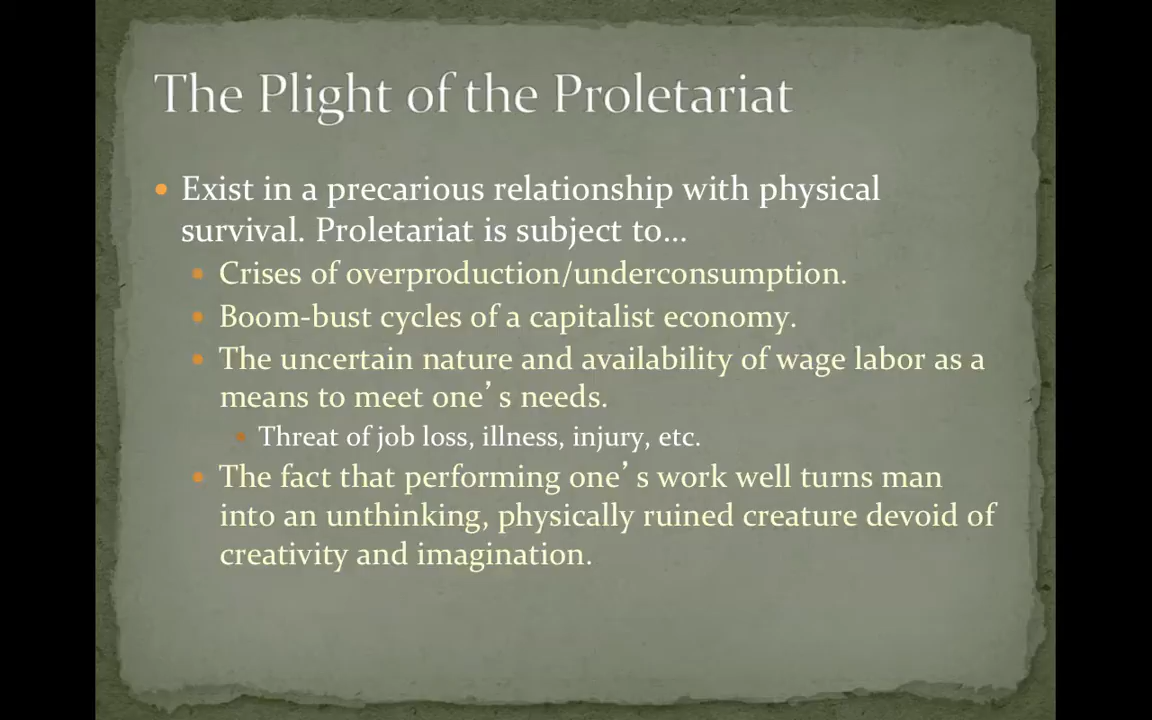 The Plight of the Proletariat
• Exist in a precarious relationship with physical
survival. Proletariat is subject to…
▪ Crises of overproduction/underconsumption.
▪ Boom-bust cycles of a capitalist economy.
▪ The uncertain nature and availability of wage labor as a
means to meet one’s needs.
▪ Threat of job loss, illness, injury, etc.
▪ The fact that performing one’s work well turns man
into an unthinking, physically ruined creature devoid of
creativity and imagination.